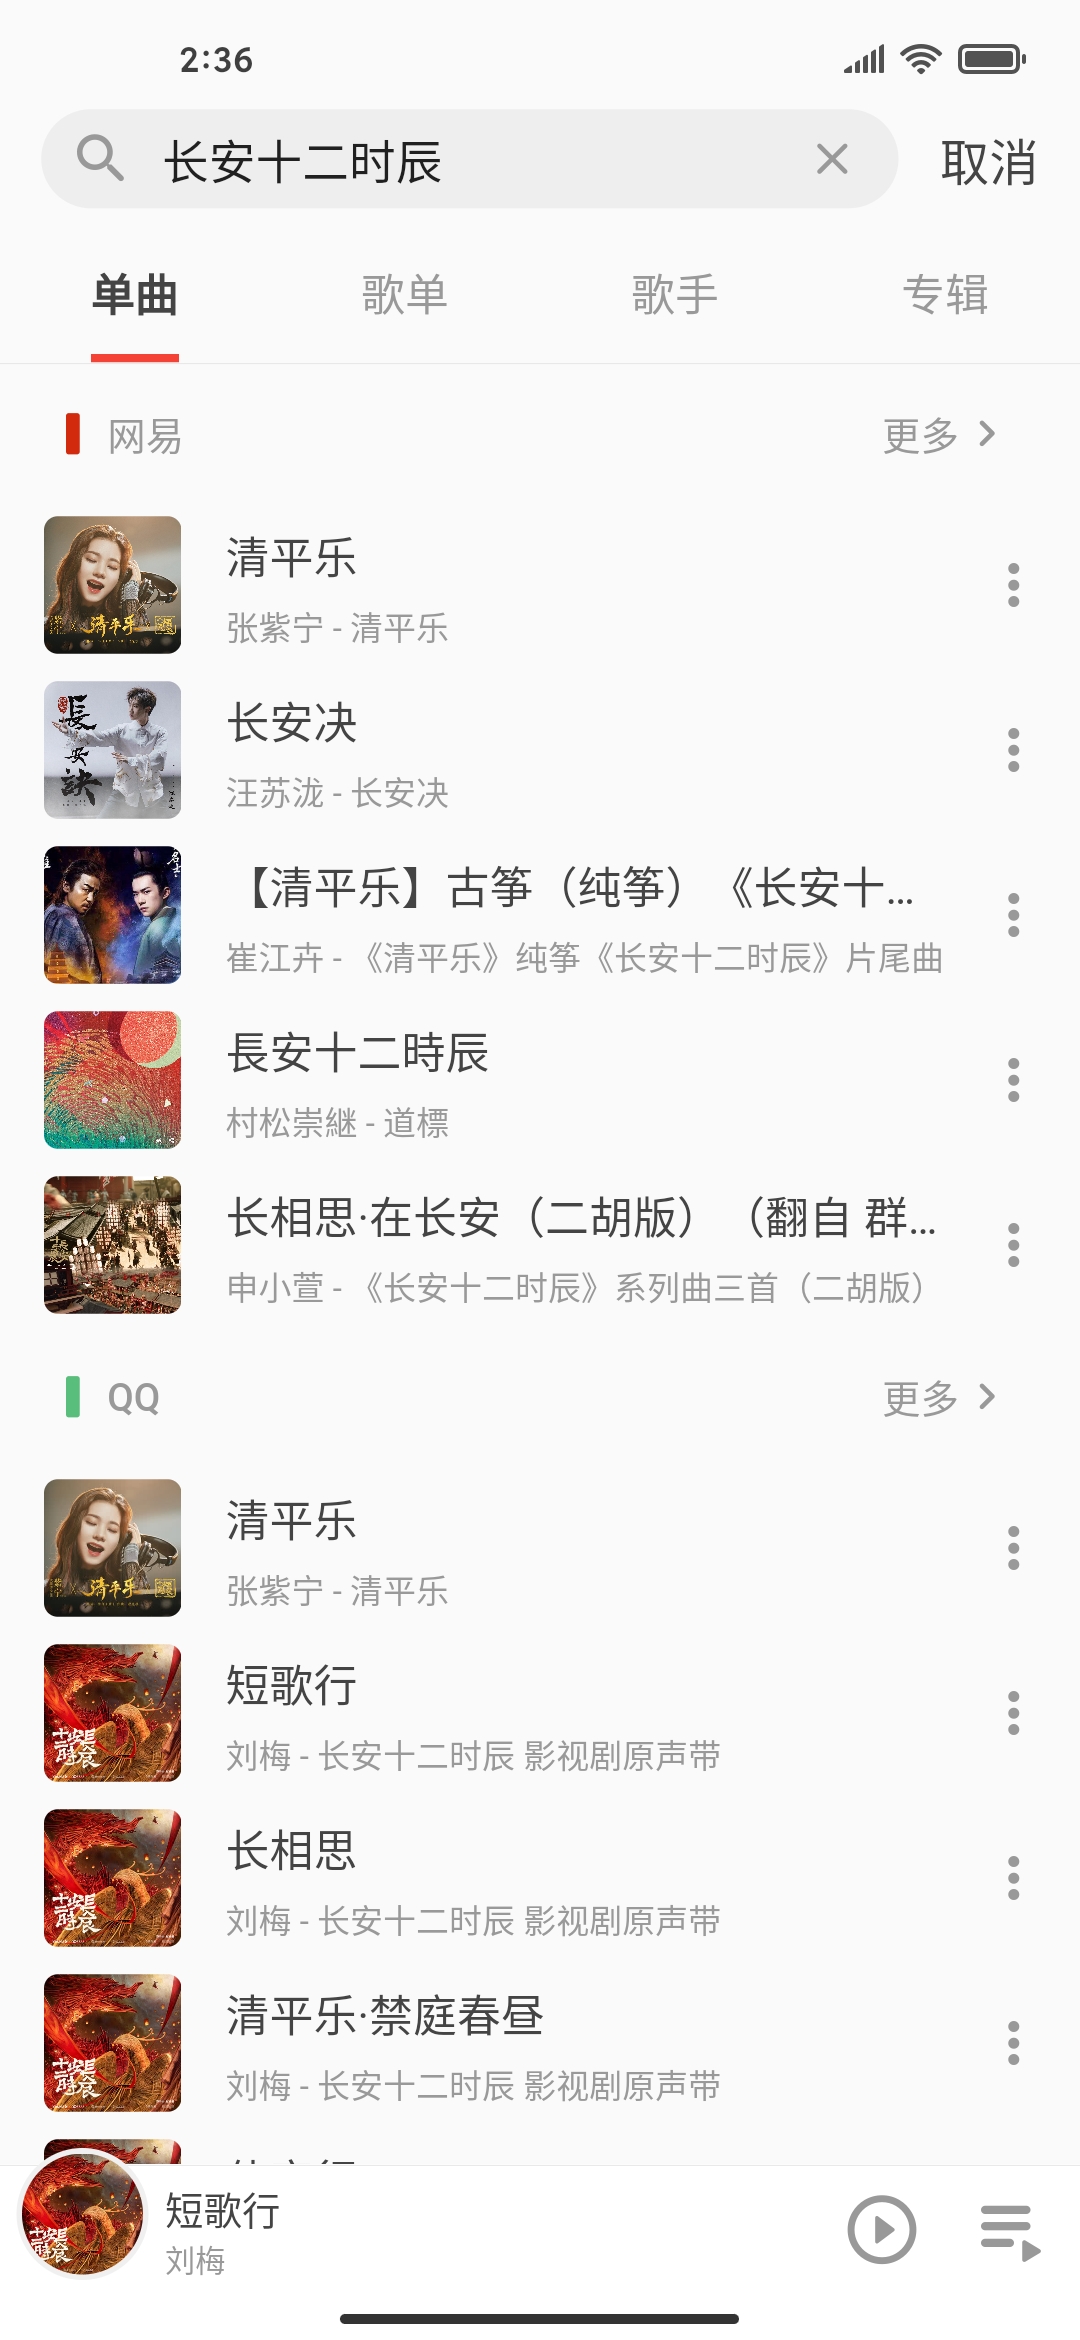 2:36
长安十二时辰
取消
单曲
歌单
歌手
专辑
网易
更多
清平乐
张紫宁 - 清平乐
长安决
汪苏泷 - 长安决
【清平乐】古筝（纯筝）《长安十...
崔江卉 - 《清平乐》纯筝《长安十二时辰》片尾曲
長安十二時辰
村松崇継 - 道標
长相思·在长安（二胡版）（翻自 群...
申小萱 - 《长安十二时辰》系列曲三首（二胡版）
QQ
更多
清平乐
张紫宁 - 清平乐
短歌行
刘梅 - 长安十二时辰 影视剧原声带
长相思
刘梅 - 长安十二时辰 影视剧原声带
清平乐·禁庭春昼
刘梅 - 长安十二时辰 影视剧原声带
短歌行
刘梅